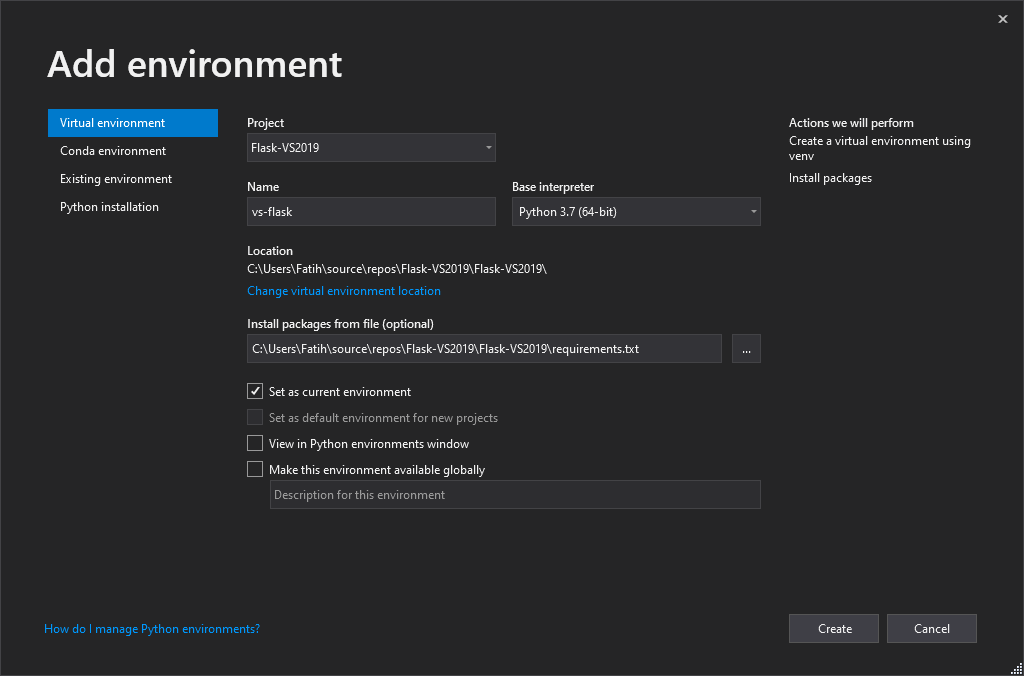 Add environment
Virtual environment
Conda environment
Existing environment
Python installation
Project
Flask-VS2019
Name
vs-flask
Base interpreter
Python 3.7 (64-bit)
Location
C:\Users\Fatih\source\repos\Flask-VS2019\Flask-VS2019\
Change virtual environment location
Install packages from file (optional)
C:\Users\Fatih\source\repos\Flask-VS2019\Flask-VS2019\requirements.txt
...
Set as current environment
Set as default environment for new projects
View in Python environments window
Make this environment available globally
Description for this environment
Actions we will perform
Create a virtual environment using
venv
Install packages
How do I manage Python environments?
Create
Cancel